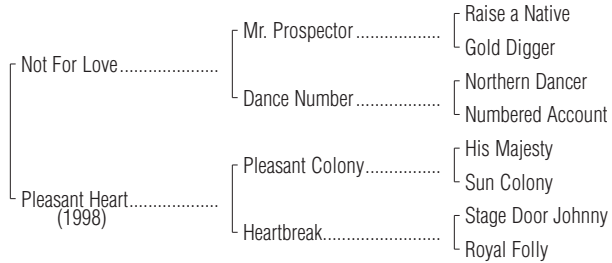 Raise a Native
Mr. Prospector ..................
Gold Digger
Not For Love.....................
Northern Dancer
Dance Number .................
Numbered Account
His Majesty
Pleasant Colony................
Sun Colony
Pleasant Heart...................
(1998)
Stage Door Johnny
Heartbreak.........................
Royal Folly